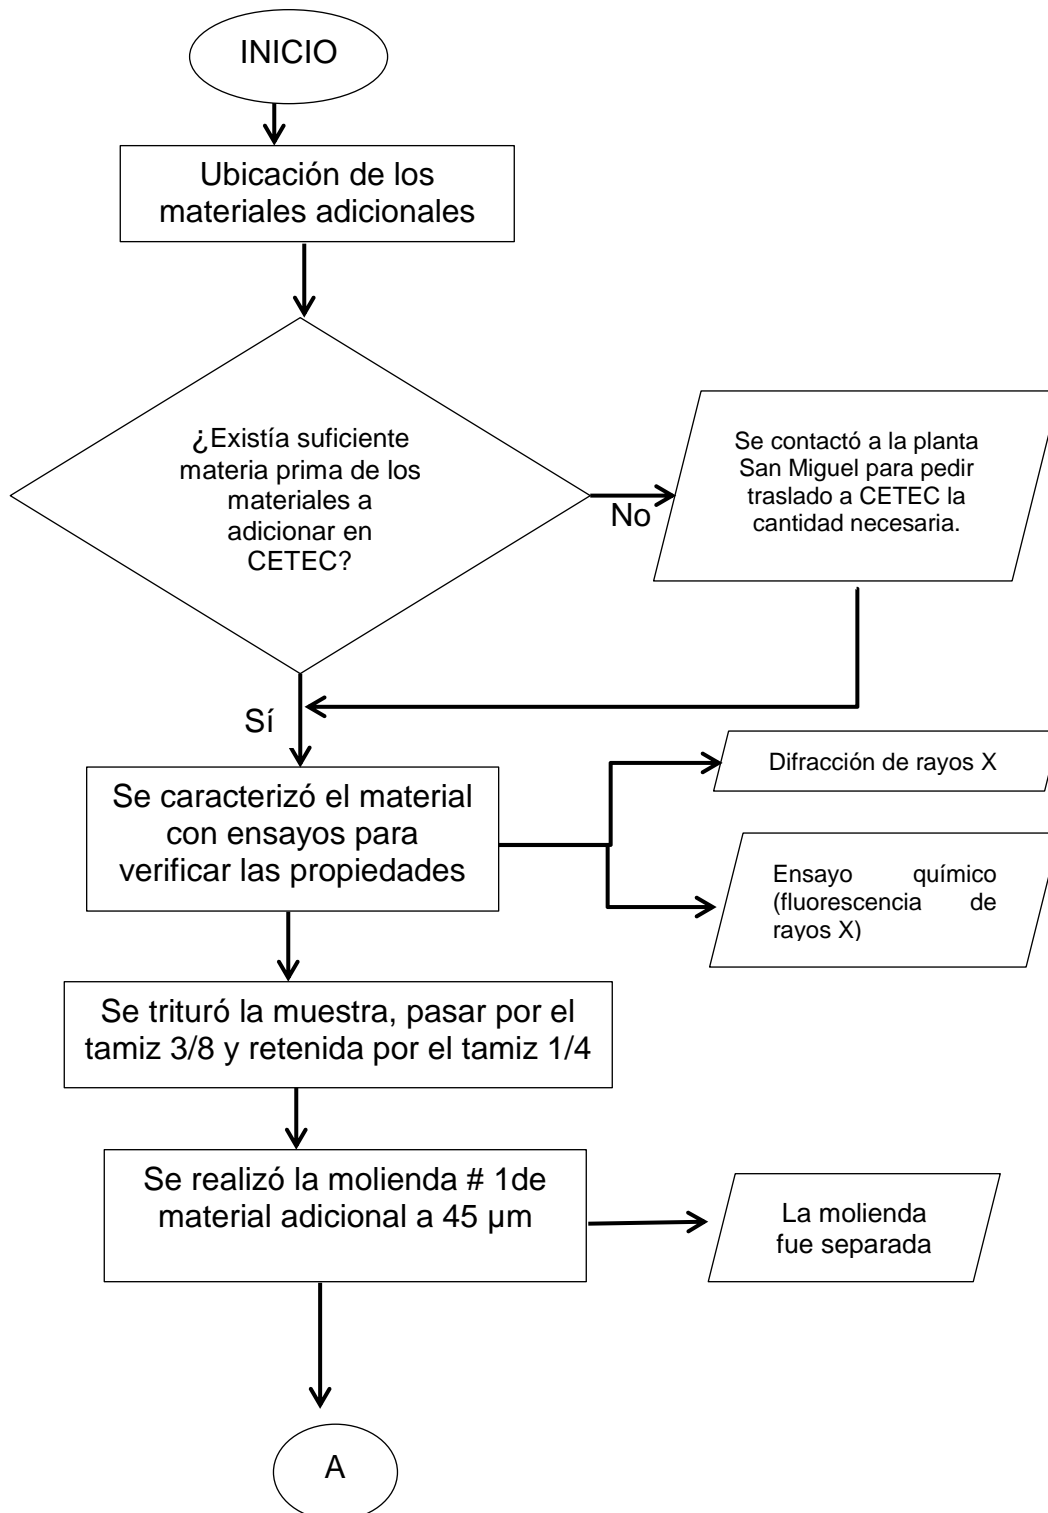 INICIO
Ubicación de los
materiales adicionales
¿Existía suficiente
materia prima de los
materiales a
adicionar en
CETEC?
No
Se contactó a la planta
San Miguel para pedir
traslado a CETEC la
cantidad necesaria.
Sí
Se caracterizó el material
con ensayos para
verificar las propiedades
Difracción de rayos X
Ensayo químico
(fluorescencia de
rayos X)
Se trituró la muestra, pasar por el
tamiz 3/8 y retenida por el tamiz 1/4
Se realizó la molienda # 1de
material adicional a 45 µm
La molienda
fue separada
A